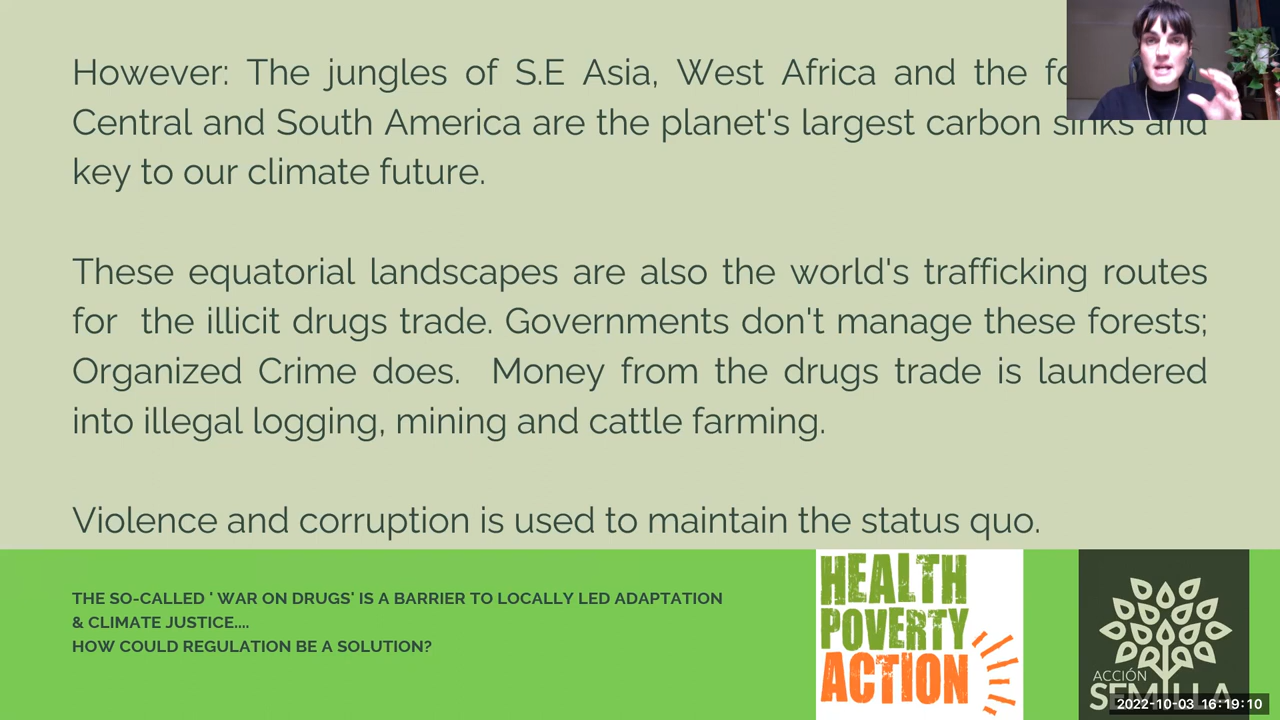 However: The jungles of S.E Asia, West Africa and the
Central and South America are the planet's largest carbon sinks and
key to our climate future.
These equatorial landscapes are also the world's trafficking routes
for the illicit drugs trade. Governments don't manage these forests;
Organized Crime does. Money from the drugs trade is laundered
into illegal logging, mining and cattle farming.
Violence and corruption is used to maintain the status quo.
THE SO-CALLED ' WAR ON DRUGS' IS A BARRIER TO LOCALLY LED ADAPTATION
& CLIMATE JUSTICE....
HOW COULD REGULATION BE A SOLUTION?
HEALTH
POVERTY
ACTION
ACCIÓN
SEMILLA
2022-10-03 16:19:10